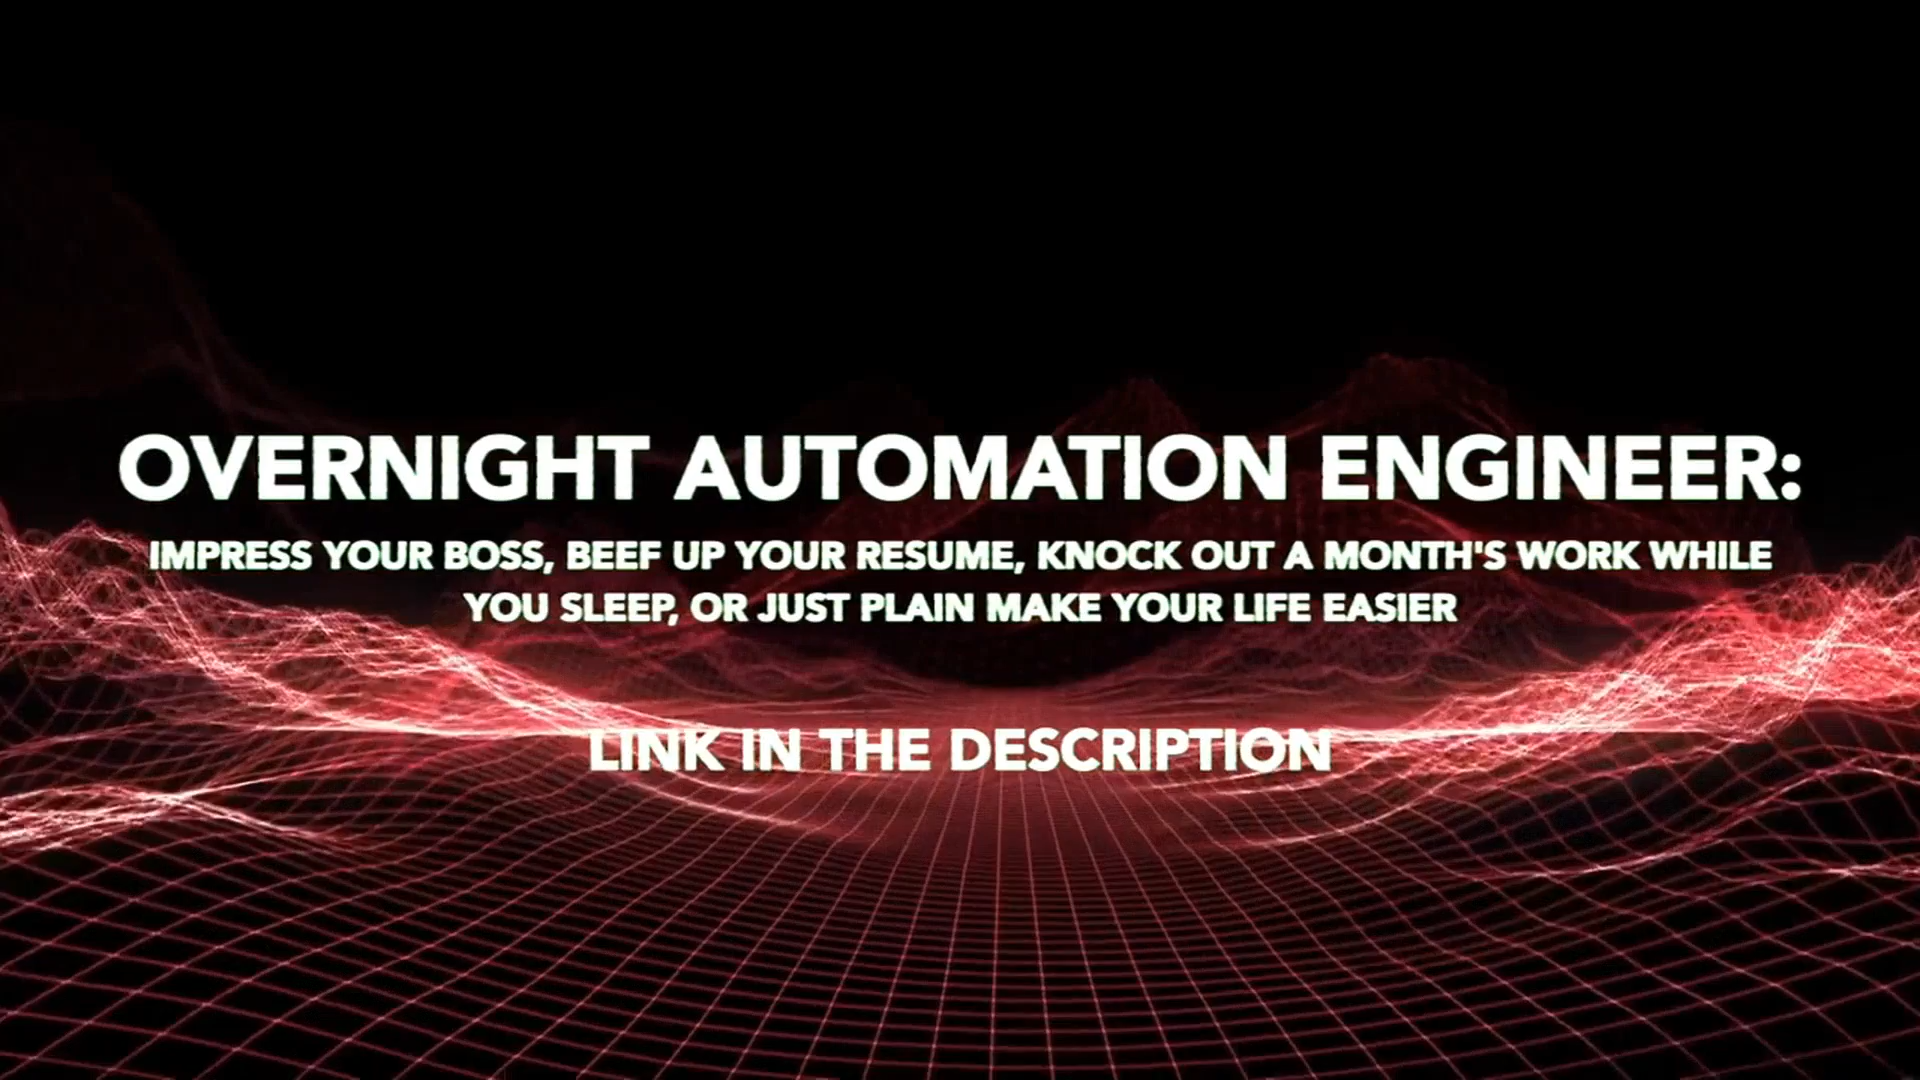 OVERNIGHT AUTOMATION ENGINEER:
IMPRESS YOUR BOSS, BEEF UP YOUR RESUME, KNOCK OUT A MONTH'S WORK WHILE
YOU SLEEP, OR JUST PLAIN MAKE YOUR LIFE EASIER
LINK IN THE DESCRIPTION